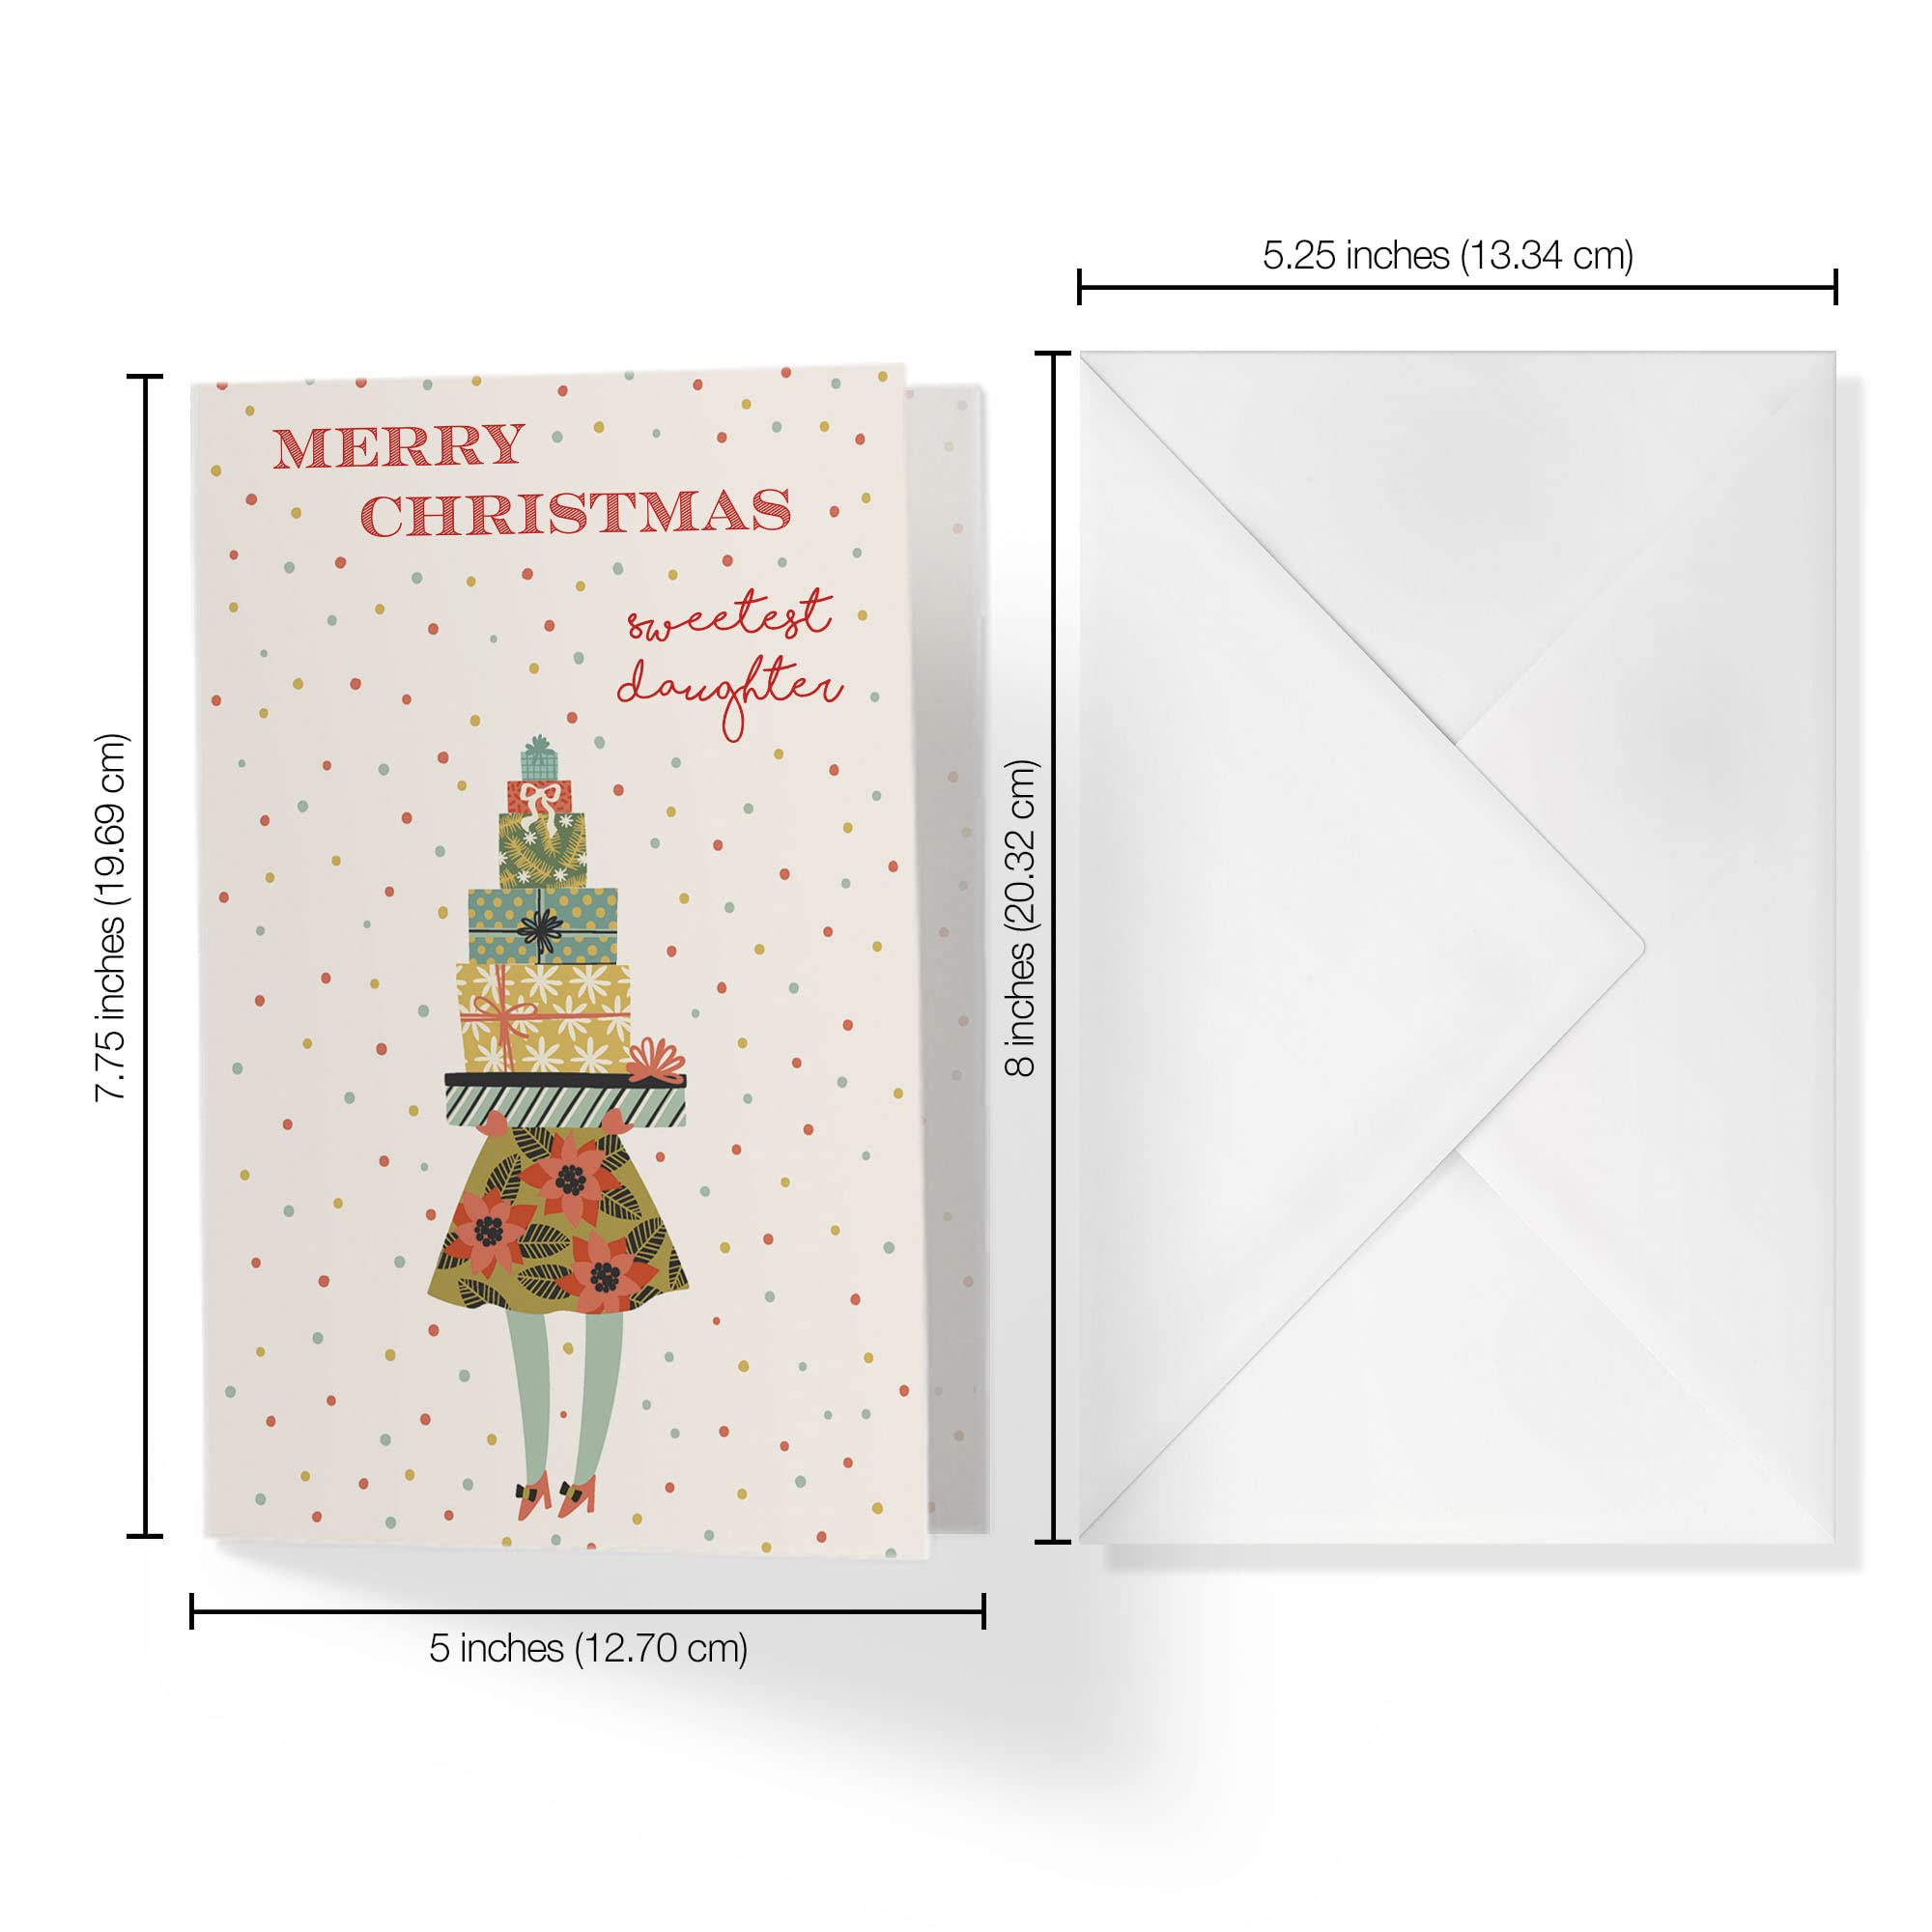 5.25 inches (13.34 cm)
MERRY
CHRISTMAS
sweetest
daughter
7.75 inches (19.69 cm)
8 inches (20.32 cm)
5 inches (12.70 cm)